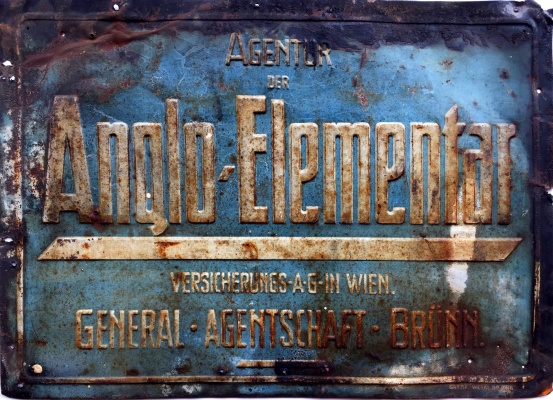 AGENTUR
DER
Anglo-Elementar
VERSICHERUNGS-A-G-IN WIEN.
GENERAL·AGENTSCHAFT·BRÜNN.